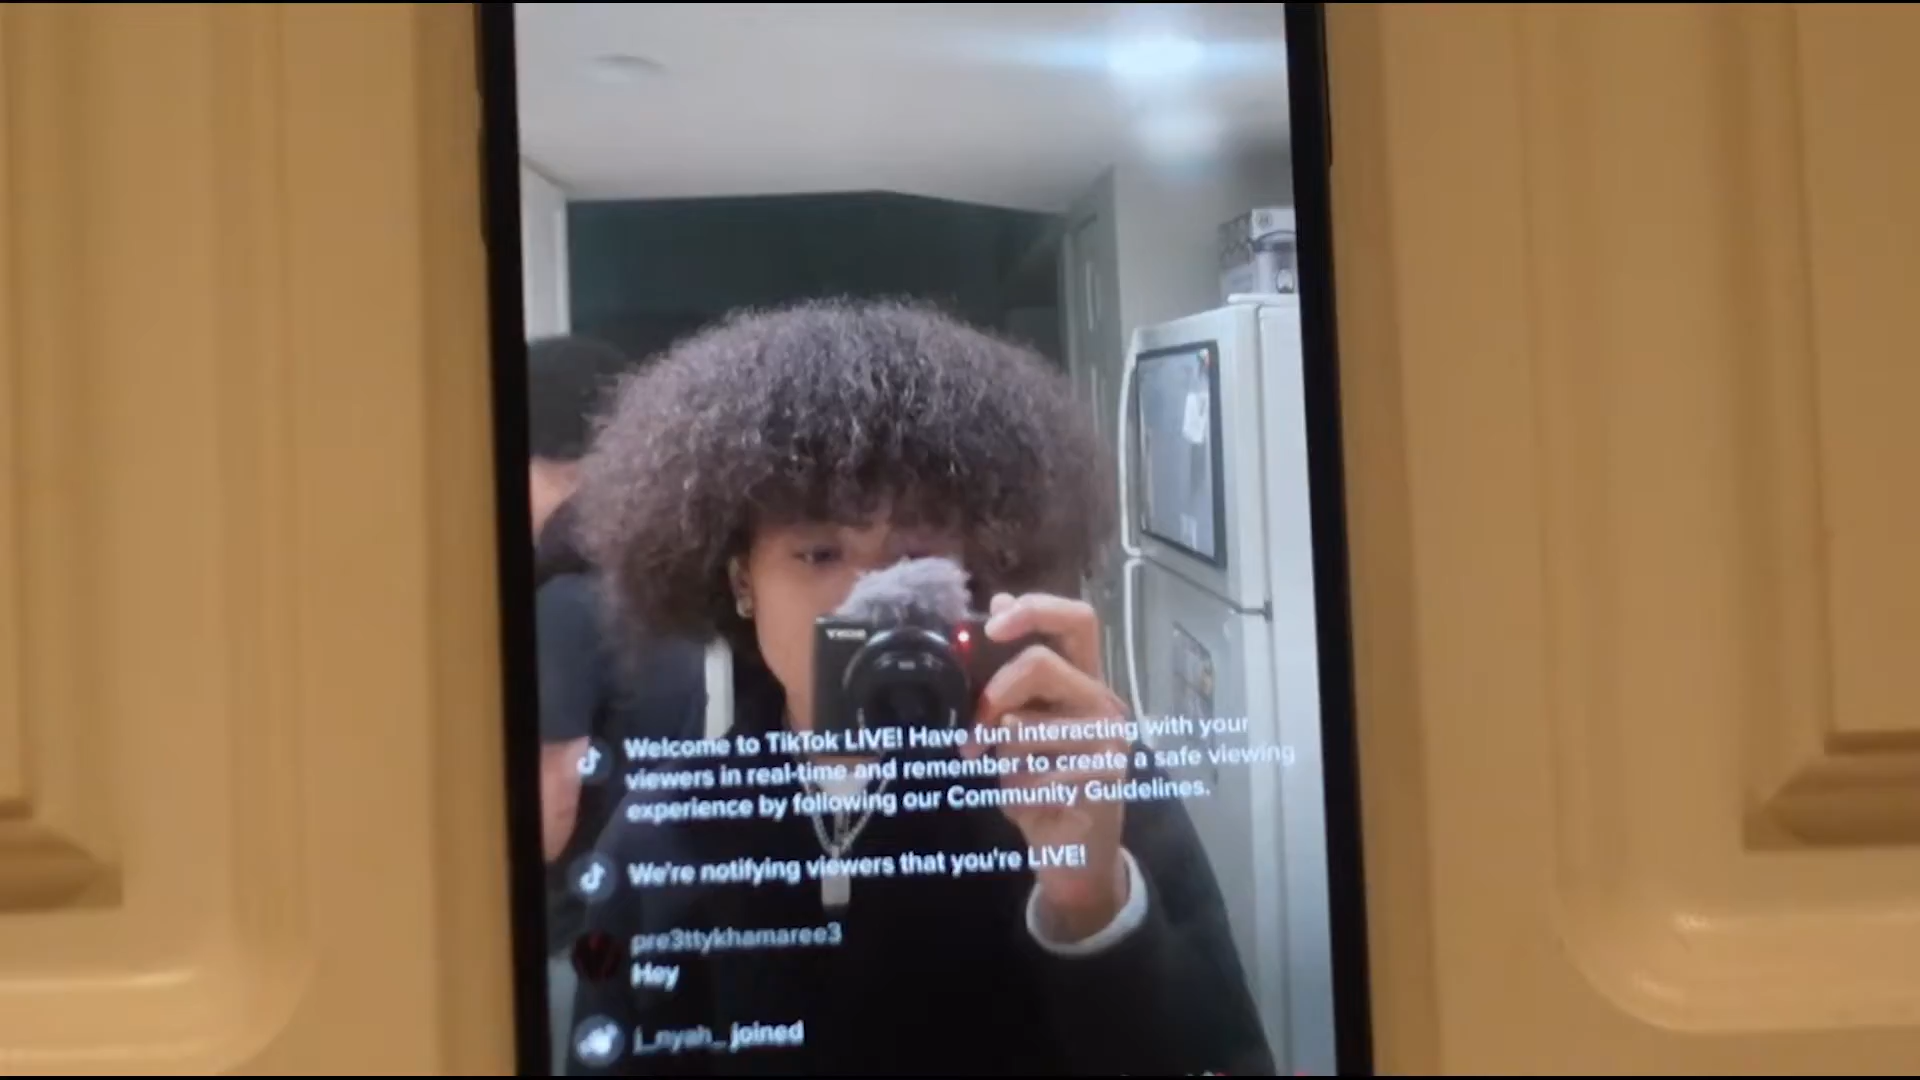 Welcome to TikTok LIVE! Have fun interacting with your
viewers in real-time and remember to create a safe viewing
experience by following our Community Guidelines.
We're notifying viewers that you're LIVE!
pre3ttykhamaree3
Hey
j_nyah_ joined